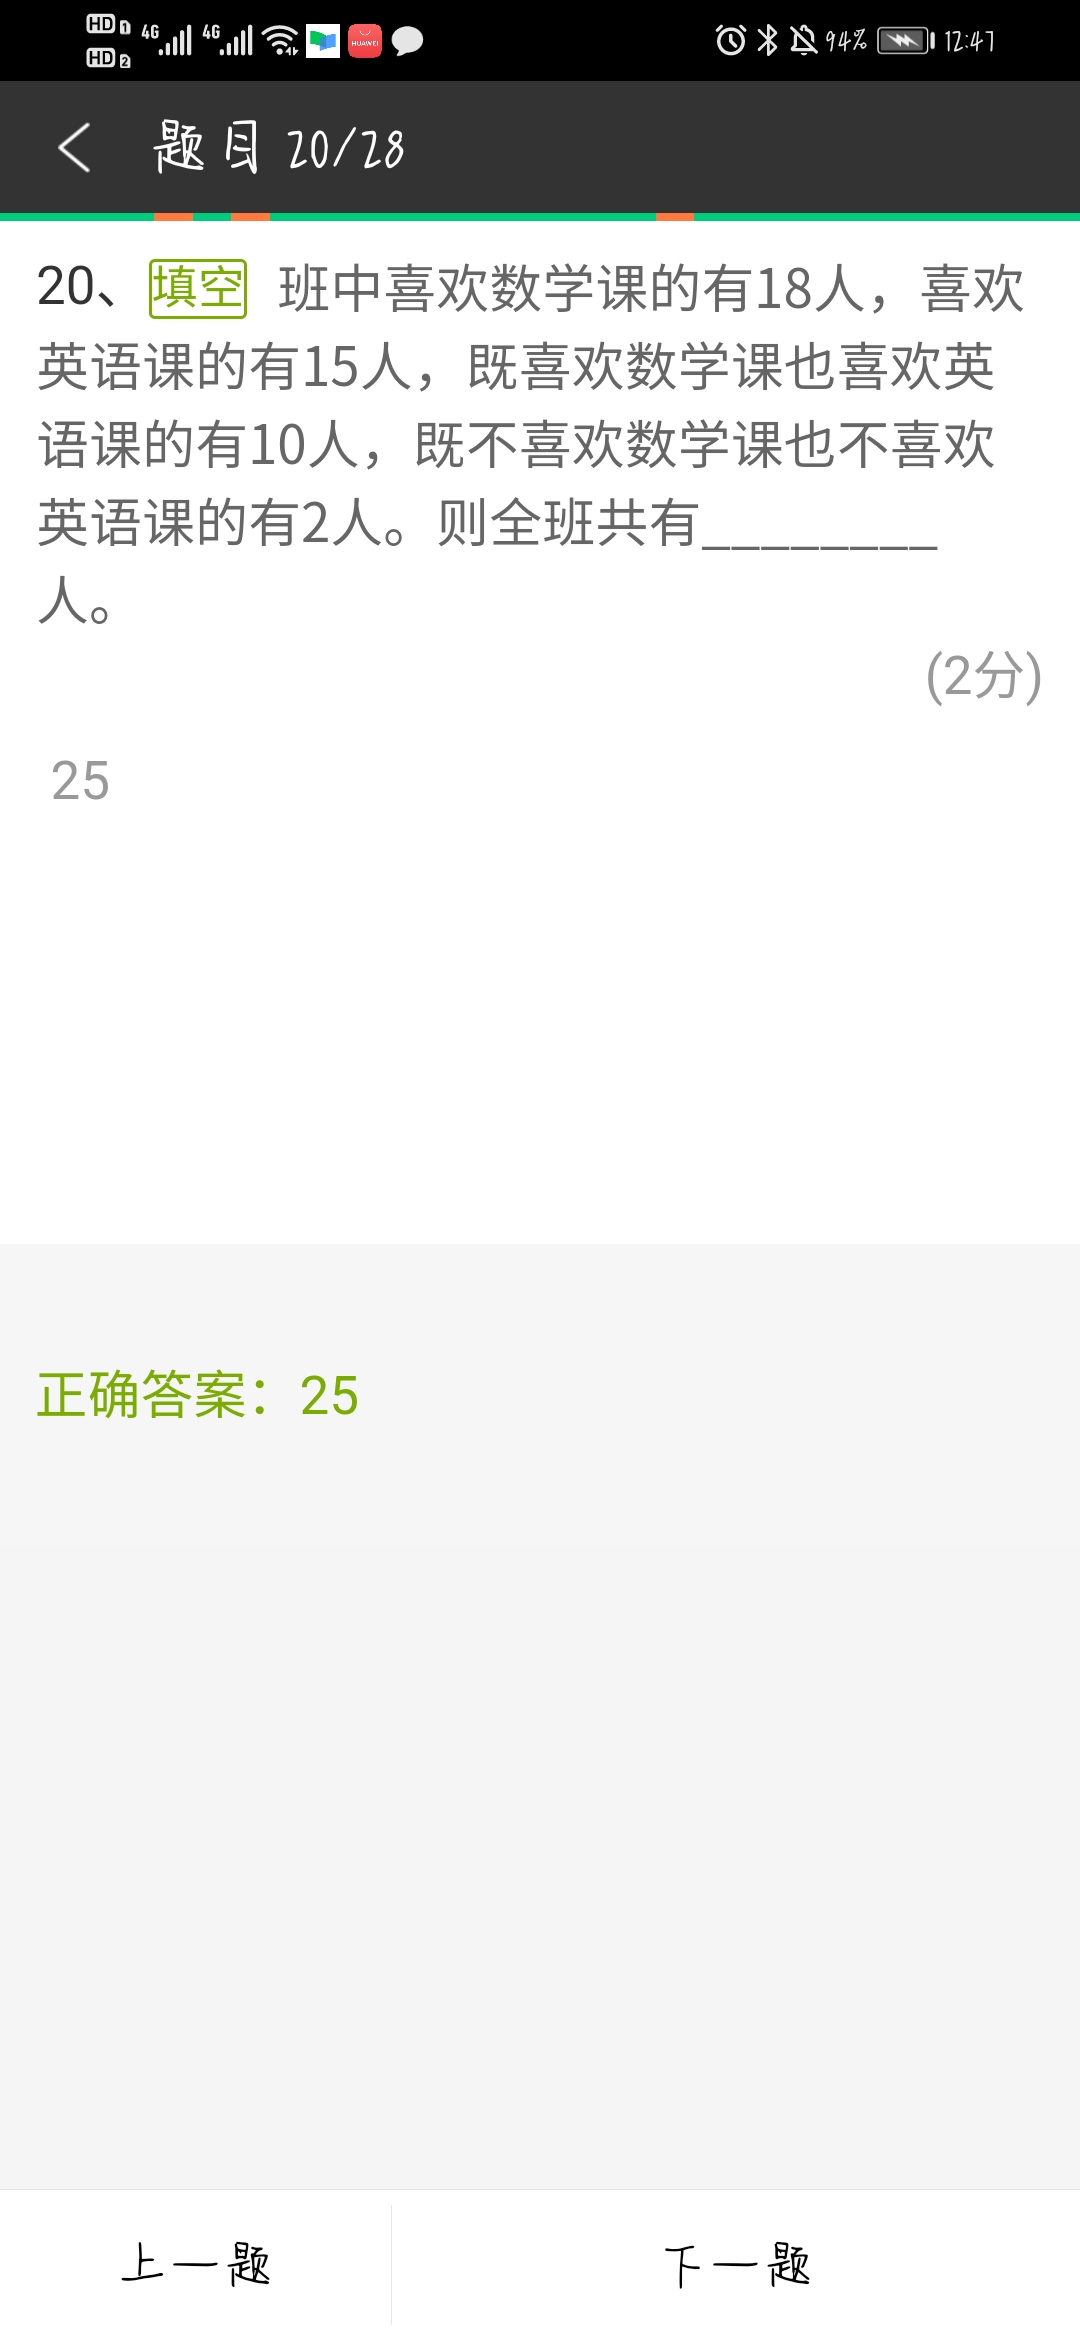 HD 1 4G 4G HUAWEI 94% 12:47
HD 2
题目 20/28
20、 填空 班中喜欢数学课的有18人，喜欢
英语课的有15人，既喜欢数学课也喜欢英
语课的有10人，既不喜欢数学课也不喜欢
英语课的有2人。则全班共有________
人。
(2分)
25
正确答案：25
上一题 下一题